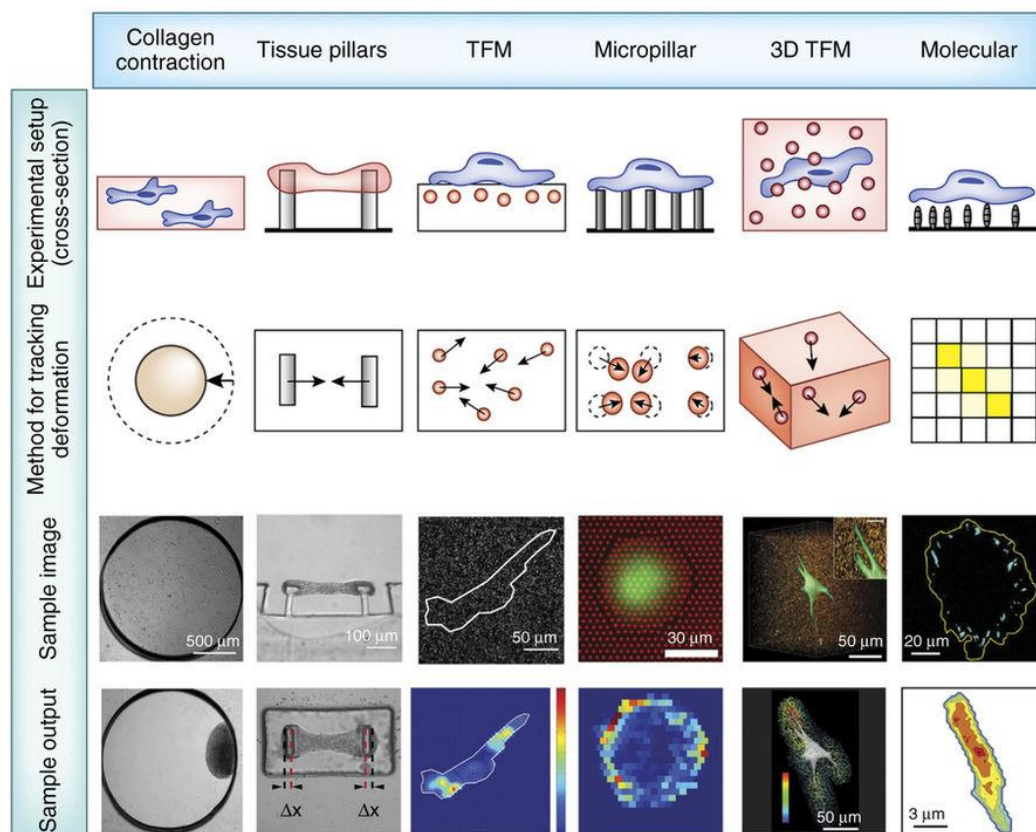 Collagen
contraction
Tissue pillars
TFM
Micropillar
3D TFM
Molecular
Experimental setup
(cross-section)
Method for tracking
deformation
Sample image
500 μm
100 μm
50 μm
30 μm
50 μm
20 μm
Sample output
Δx
Δx
50 μm
3 μm